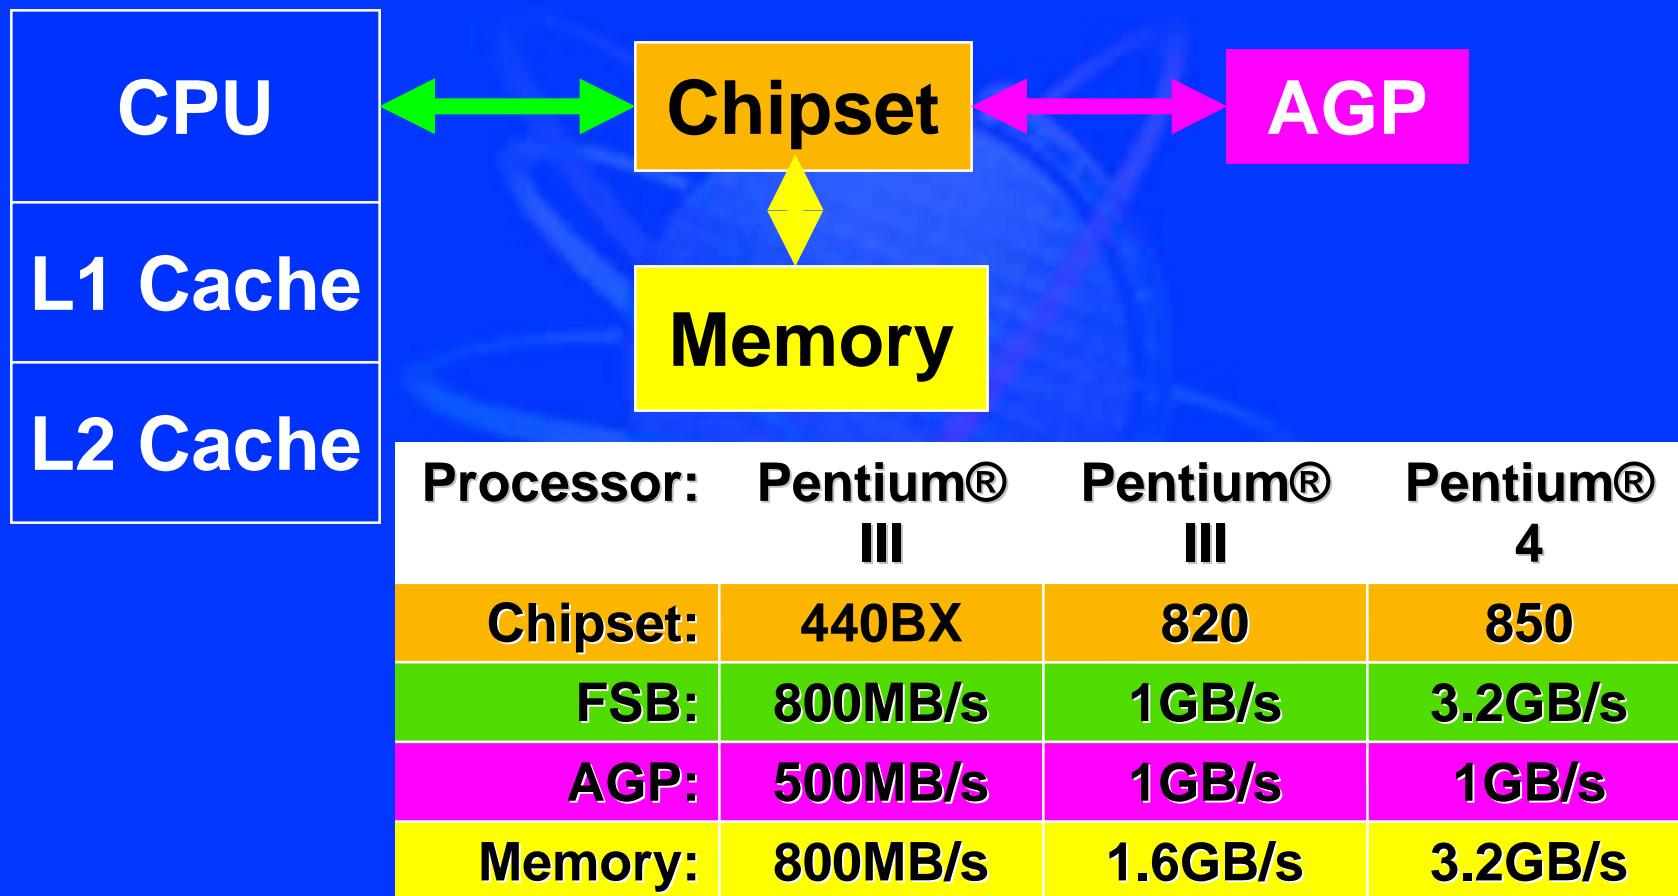 CPU
Chipset
AGP
L1 Cache
Memory
L2 Cache
Processor: Pentium® III Pentium® III Pentium® 4
Chipset: 440BX 820 850
FSB: 800MB/s 1GB/s 3.2GB/s
AGP: 500MB/s 1GB/s 1GB/s
Memory: 800MB/s 1.6GB/s 3.2GB/s